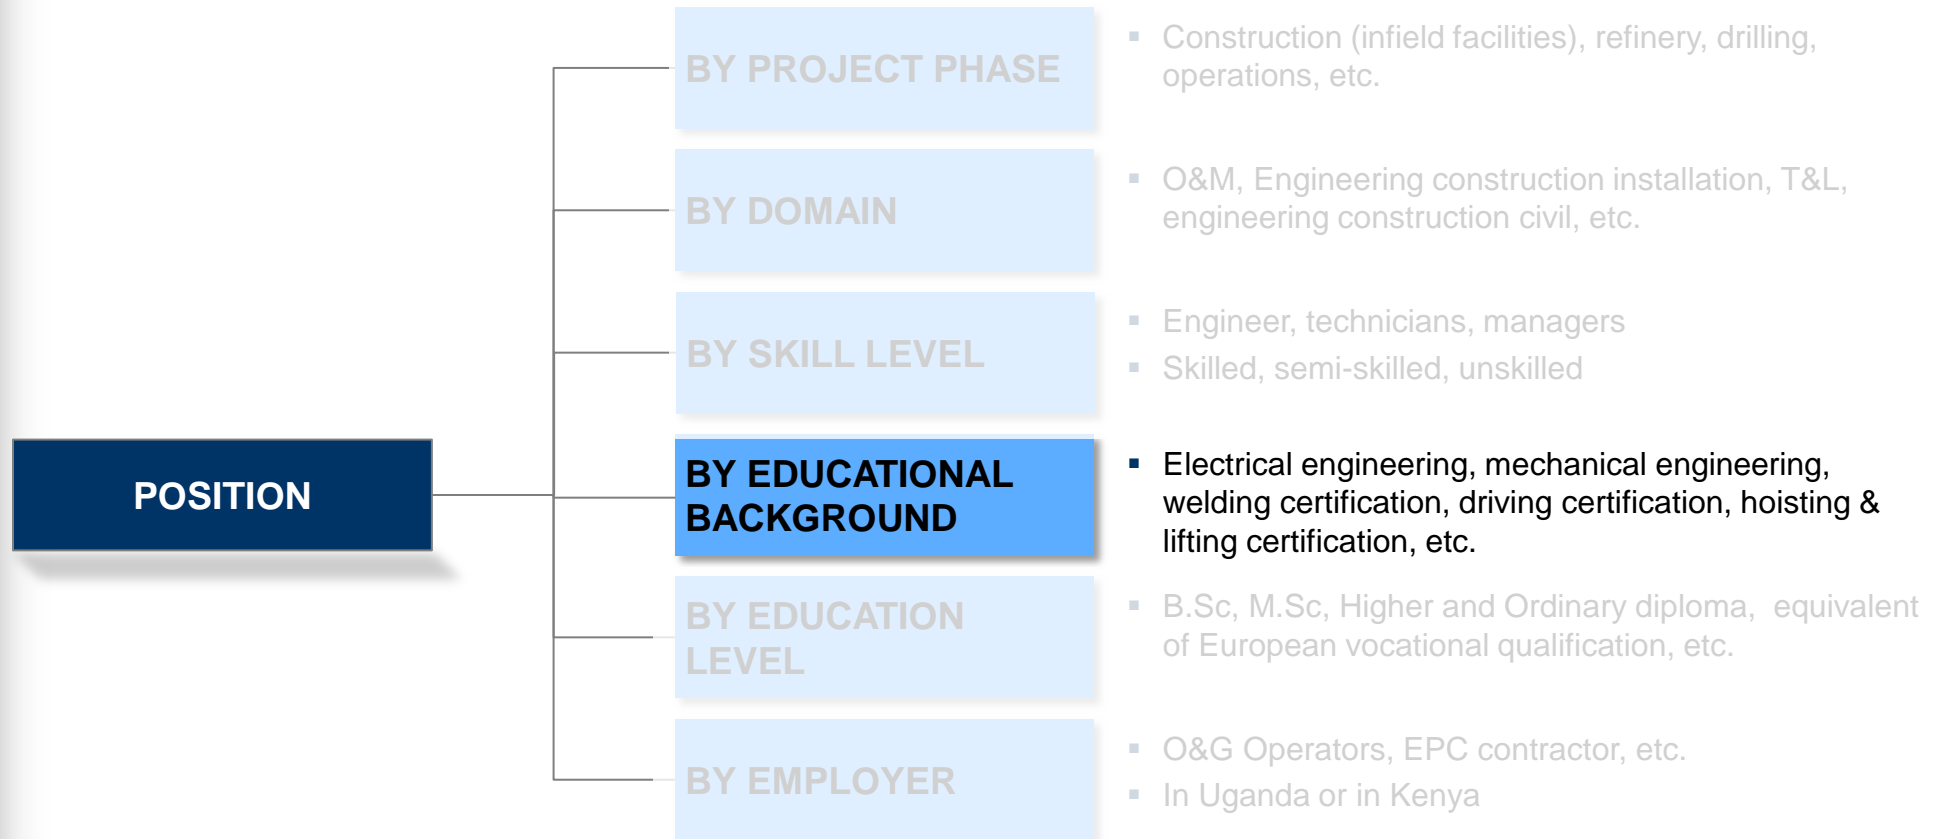 BY PROJECT PHASE
▪ Construction (infield facilities), refinery, drilling,
operations, etc.
BY DOMAIN
▪ O&M, Engineering construction installation, T&L,
engineering construction civil, etc.
BY SKILL LEVEL
▪ Engineer, technicians, managers
▪ Skilled, semi-skilled, unskilled
POSITION
BY EDUCATIONAL
BACKGROUND
▪ Electrical engineering, mechanical engineering,
welding certification, driving certification, hoisting &
lifting certification, etc.
BY EDUCATION
LEVEL
▪ B.Sc, M.Sc, Higher and Ordinary diploma,  equivalent
of European vocational qualification, etc.
BY EMPLOYER
▪ O&G Operators, EPC contractor, etc.
▪ In Uganda or in Kenya